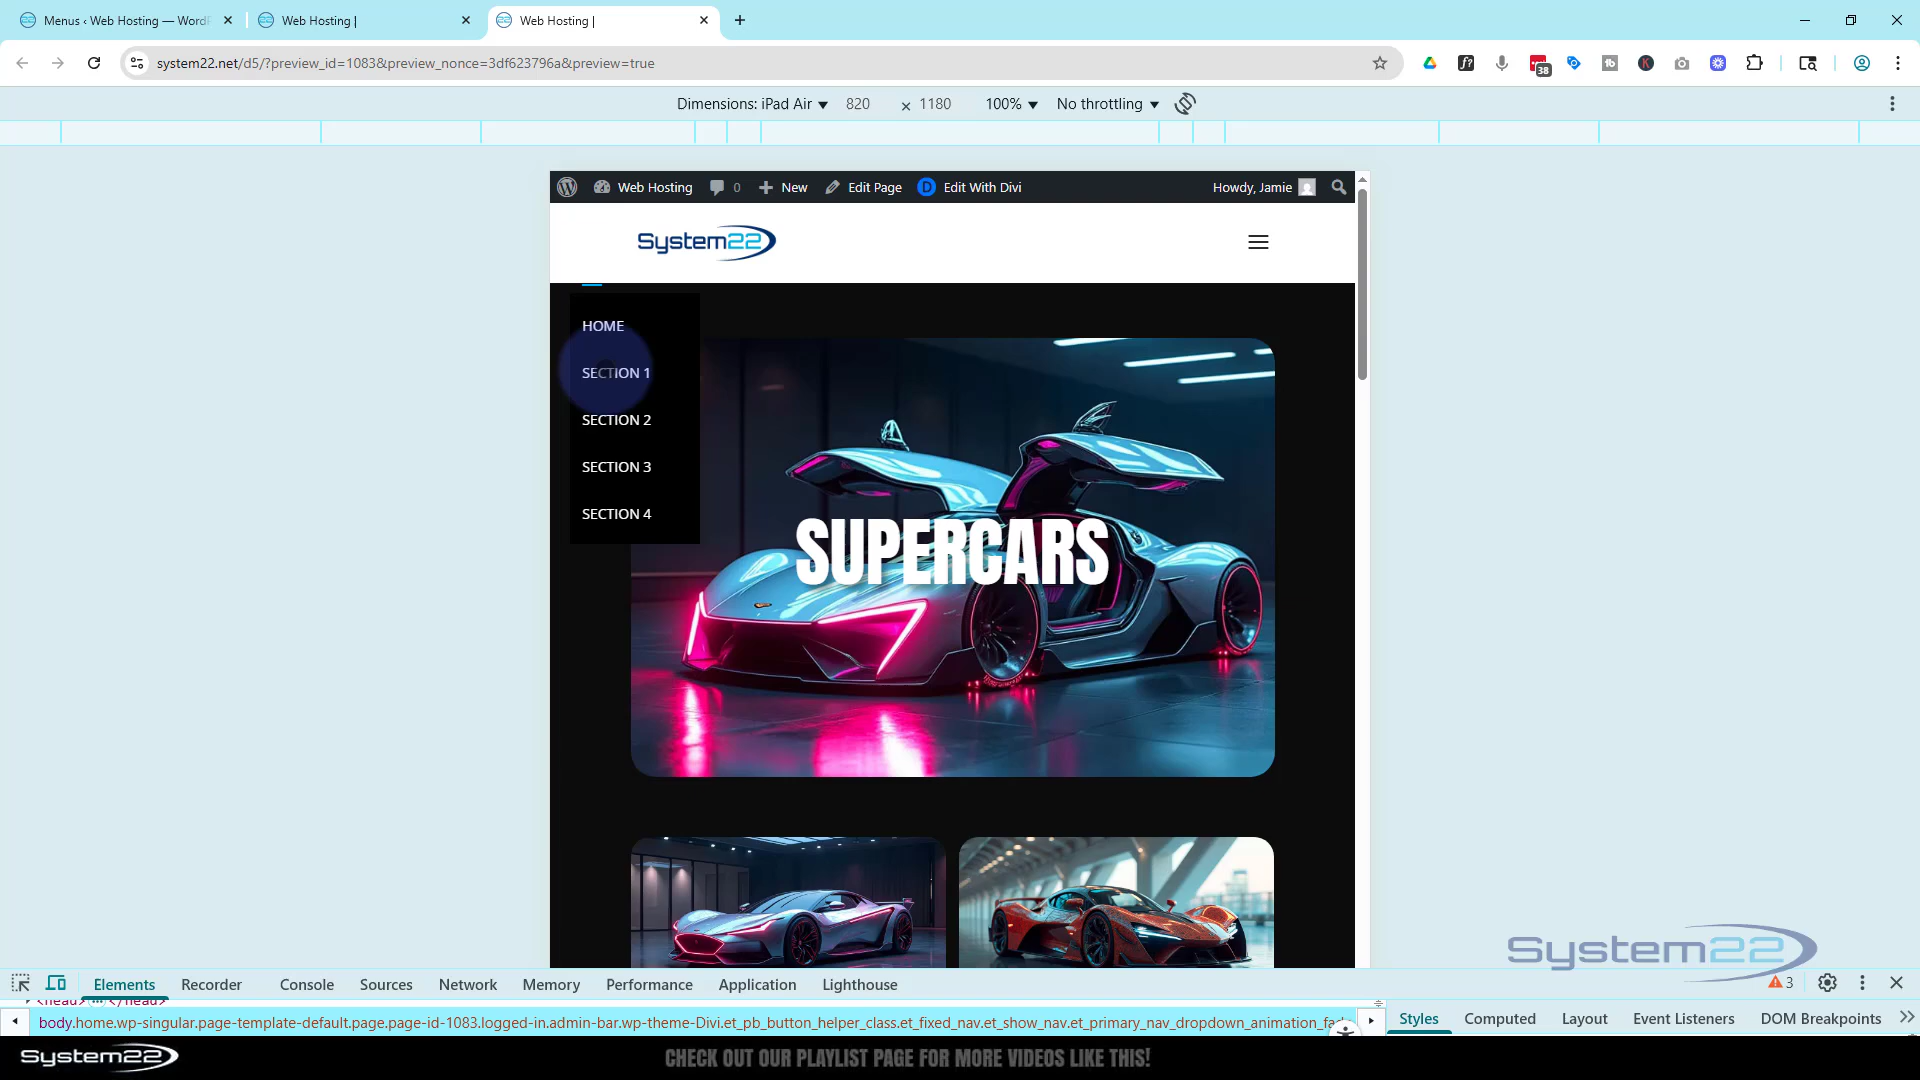 Menus ‹ Web Hosting — WordP
Web Hosting |
Web Hosting |
system22.net/d5/?preview_id=1083&preview_nonce=3df623796a&preview=true
38
Dimensions: iPad Air 820 × 1180 100% No throttling
Web Hosting 0 New Edit Page Edit With Divi Howdy, Jamie
System22
HOME
SECTION 1
SECTION 2
SECTION 3
SECTION 4
SUPERCARS
System22
Elements Recorder Console Sources Network Memory Performance Application Lighthouse 3
body.home.wp-singular.page-template-default.page.page-id-1083.logged-in.admin-bar.wp-theme-Divi.et_pb_button_helper_class.et_fixed_nav.et_show_nav.et_primary_nav_dropdown_animation_fad
Styles Computed Layout Event Listeners DOM Breakpoints
System22
CHECK OUT OUR PLAYLIST PAGE FOR MORE VIDEOS LIKE THIS!